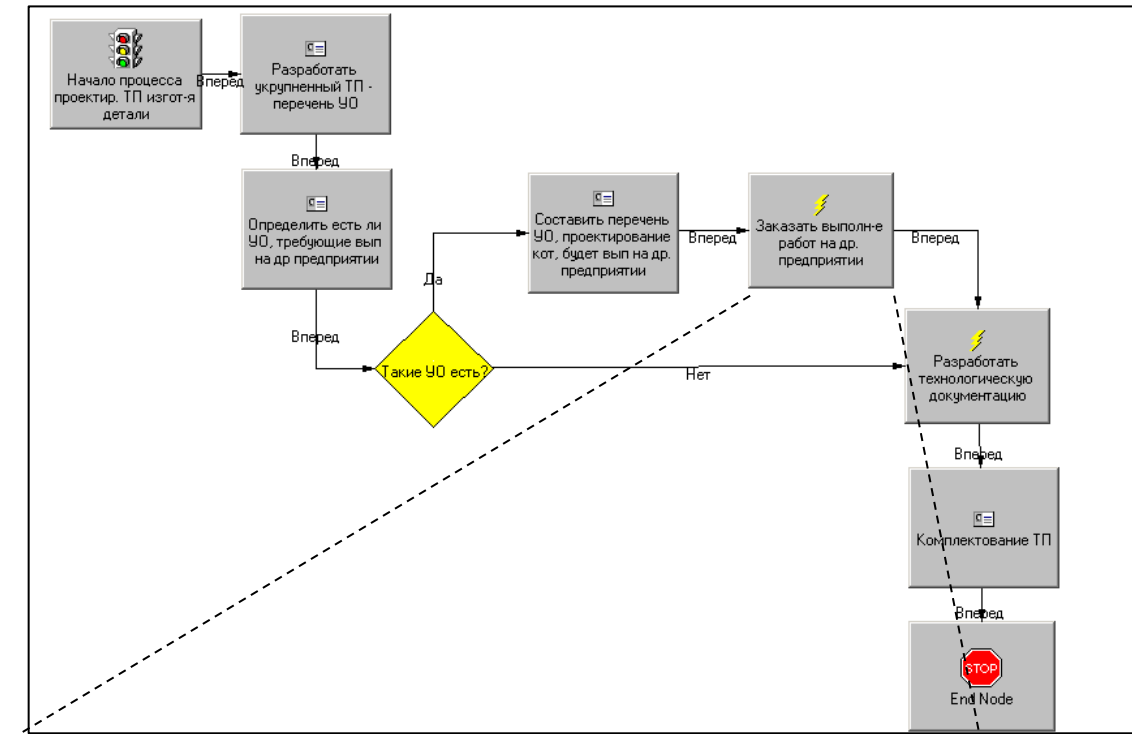 Начало процесса
проектир. ТП изгот-я
детали
Вперед
Разработать
укрупненный ТП -
перечень УО
Вперед
Определить есть ли
УО, требующие вып
на др предприятии
Вперед
Такие УО есть?
Да
Составить перечень
УО, проектирование
кот, будет вып на др.
предприятии
Вперед
Заказать выполн-е
работ на др.
предприятии
Вперед
Нет
Разработать
технологическую
документацию
Вперед
Комплектование ТП
Вперед
STOP
End Node